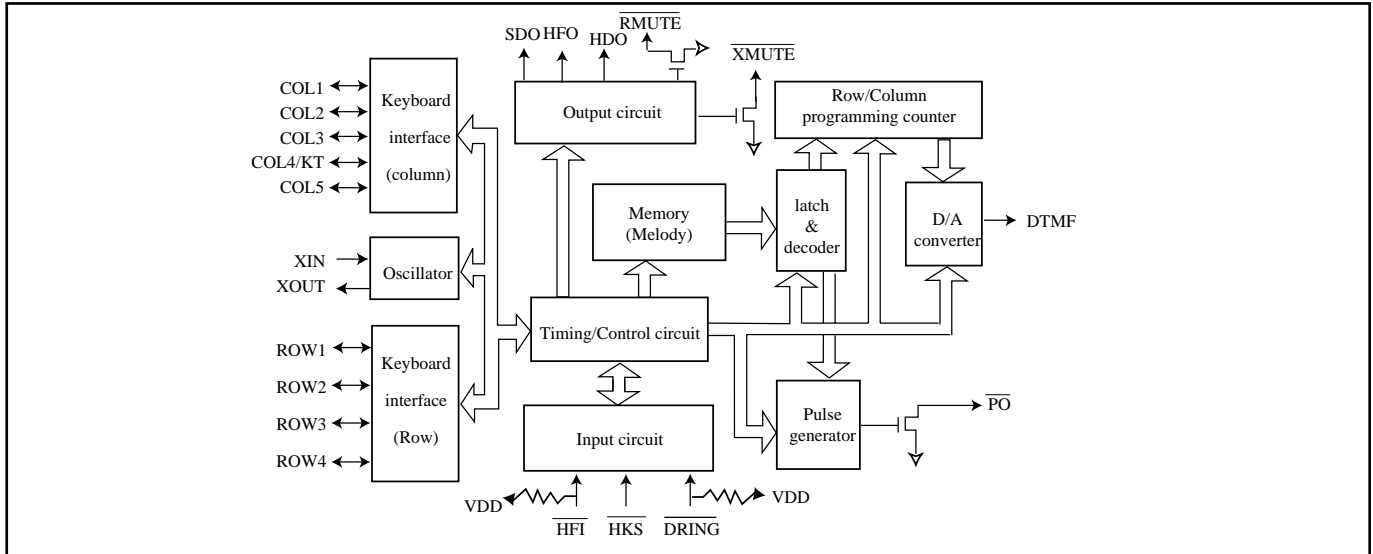 RMUTE
SDO
HFO
HDO
XMUTE
COL1
COL2
COL3
COL4/KT
COL5
Keyboard
interface
(column)
Output circuit
Row/Column
programming counter
Memory
(Melody)
latch
&
decoder
D/A
converter
DTMF
XIN
XOUT
Oscillator
Timing/Control circuit
ROW1
ROW2
ROW3
ROW4
Keyboard
interface
(Row)
Input circuit
Pulse
generator
PO
VDD
VDD
HFI
HKS
DRING